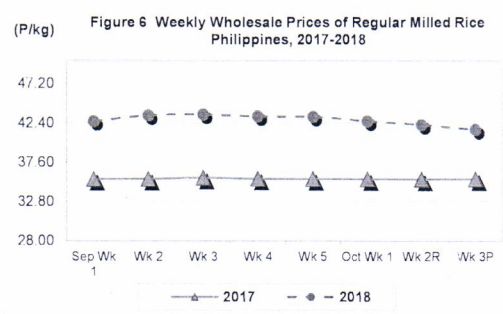 Figure 6 Weekly Wholesale Prices of Regular Milled Rice
Philippines, 2017-2018
(P/kg)
47.20
42.40
37.60
32.80
28.00
Sep Wk 1
Wk 2
Wk 3
Wk 4
Wk 5
Oct Wk 1
Wk 2R
Wk 3P
2017
2018